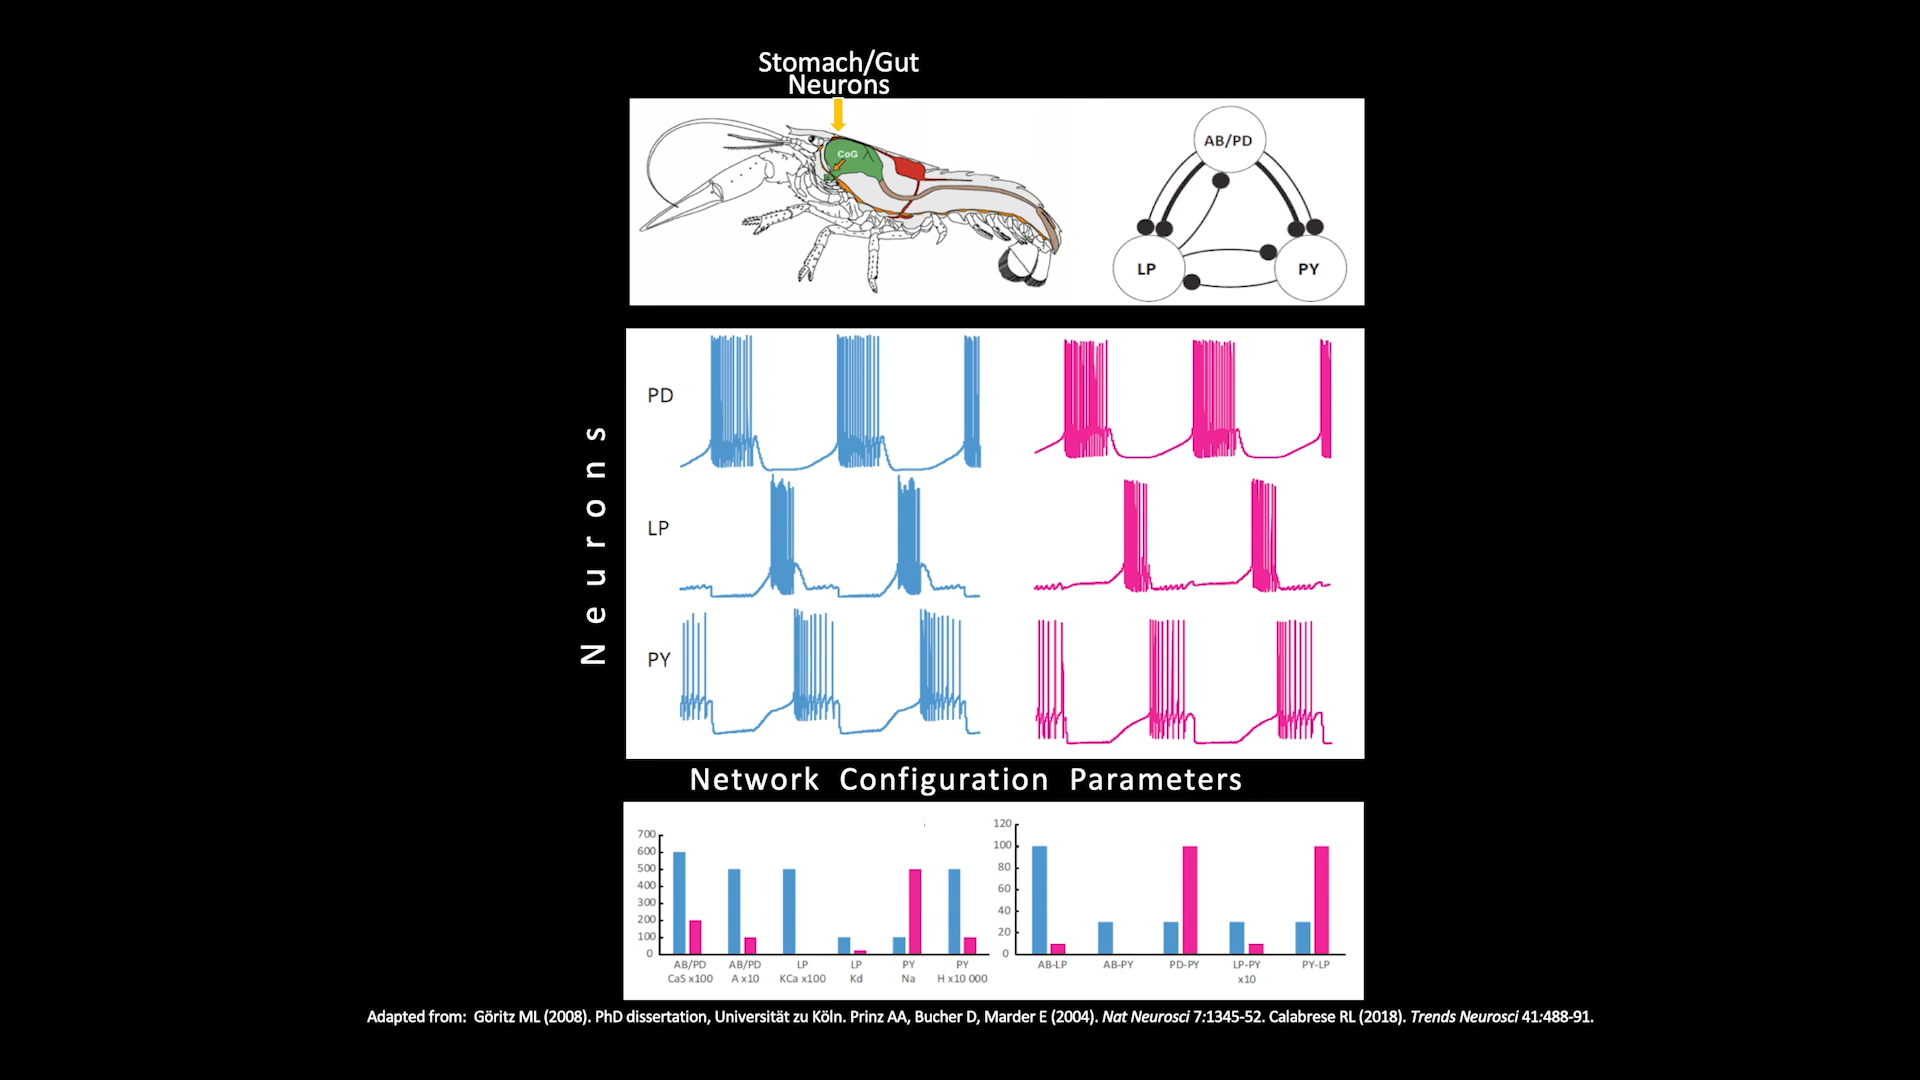 Stomach/Gut
Neurons
CoG
AB/PD
LP
PY
Neurons
PD
LP
PY
Network Configuration Parameters
700
600
500
400
300
200
100
0
AB/PD
CaS x100
AB/PD
A x10
LP
KCa x100
LP
Kd
PY
Na
PY
H x10 000
120
100
80
60
40
20
0
AB-LP
AB-PY
PD-PY
LP-PY
x10
PY-LP
Adapted from: Göritz ML (2008). PhD dissertation, Universität zu Köln. Prinz AA, Bucher D, Marder E (2004). Nat Neurosci 7:1345-52. Calabrese RL (2018). Trends Neurosci 41:488-91.